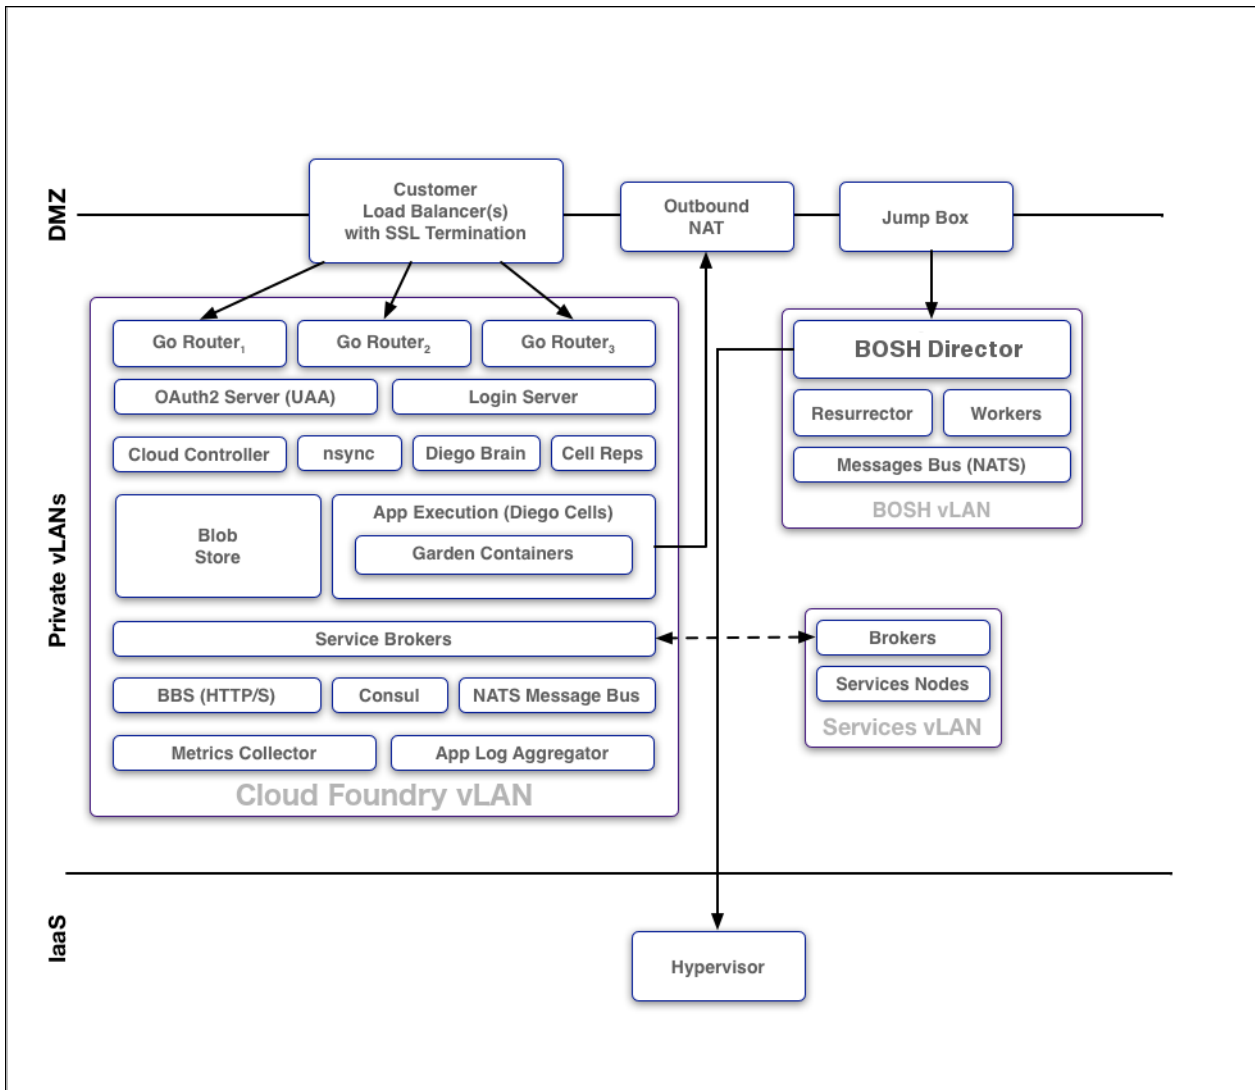 DMZ
Customer
Load Balancer(s)
with SSL Termination
Outbound
NAT
Jump Box
Private vLANs
Go Router1
Go Router2
Go Router3
OAuth2 Server (UAA)
Login Server
Cloud Controller
nsync
Diego Brain
Cell Reps
Blob
Store
App Execution (Diego Cells)
Garden Containers
Service Brokers
BBS (HTTP/S)
Consul
NATS Message Bus
Metrics Collector
App Log Aggregator
Cloud Foundry vLAN
BOSH Director
Resurrector
Workers
Messages Bus (NATS)
BOSH vLAN
Brokers
Services Nodes
Services vLAN
IaaS
Hypervisor